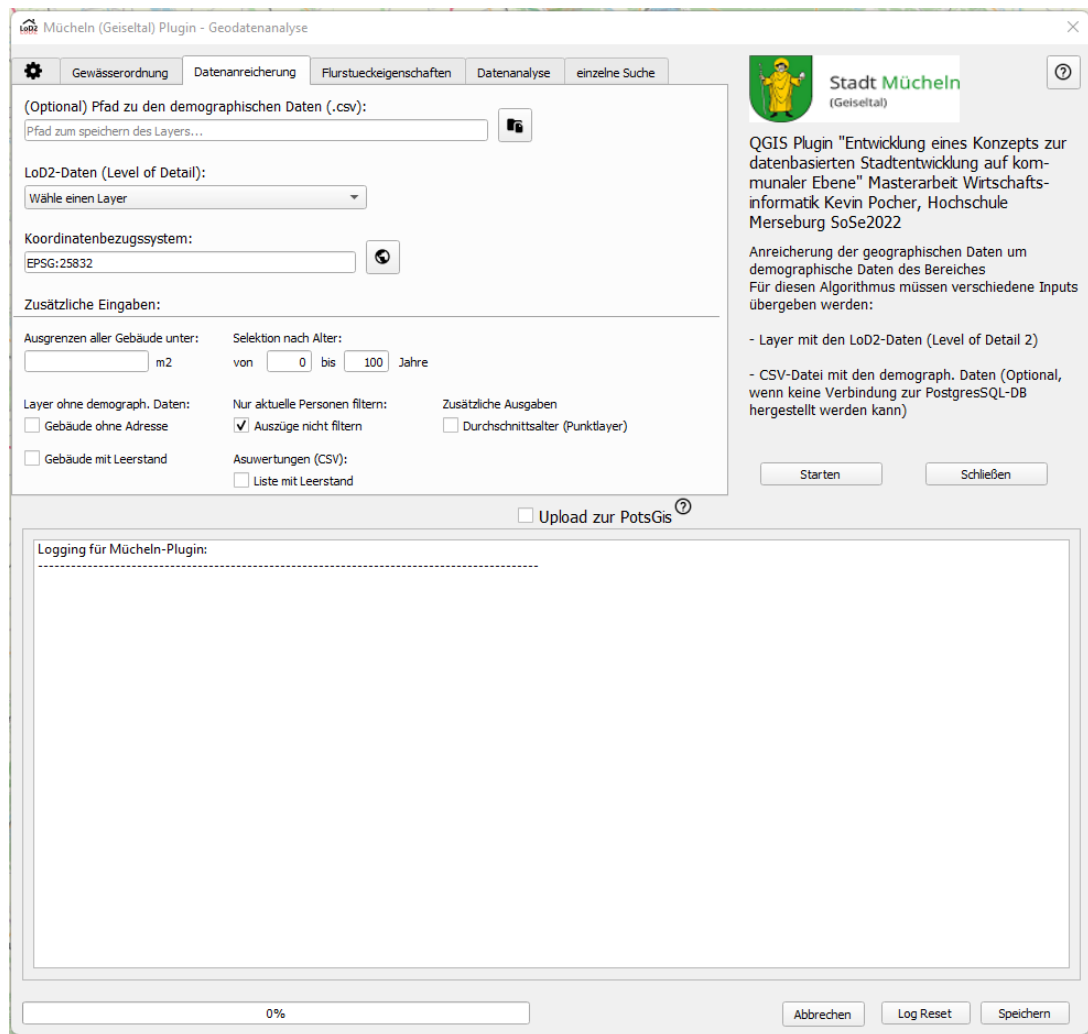 LoD2 Mücheln (Geiseltal) Plugin - Geodatenanalyse
Gewässerordnung
Datenanreicherung
Flurstueckeigenschaften
Datenanalyse
einzelne Suche
(Optional) Pfad zu den demographischen Daten (.csv):
Pfad zum speichern des Layers...
LoD2-Daten (Level of Detail):
Wähle einen Layer
Koordinatenbezugssystem:
EPSG:25832
Zusätzliche Eingaben:
Ausgrenzen aller Gebäude unter:
m2
Selektion nach Alter:
von 0 bis 100 Jahre
Layer ohne demograph. Daten:
Gebäude ohne Adresse
Gebäude mit Leerstand
Nur aktuelle Personen filtern:
Auszüge nicht filtern
Asuwertungen (CSV):
Liste mit Leerstand
Zusätzliche Ausgaben
Durchschnittsalter (Punktlayer)
Stadt Mücheln
(Geiseltal)
QGIS Plugin "Entwicklung eines Konzepts zur
datenbasierten Stadtentwicklung auf kom-
munaler Ebene" Masterarbeit Wirtschafts-
informatik Kevin Pocher, Hochschule
Merseburg SoSe2022
Anreicherung der geographischen Daten um
demographische Daten des Bereiches
Für diesen Algorithmus müssen verschiedene Inputs
übergeben werden:
- Layer mit den LoD2-Daten (Level of Detail 2)
- CSV-Datei mit den demograph. Daten (Optional,
wenn keine Verbindung zur PostgresSQL-DB
hergestellt werden kann)
Starten
Schließen
Upload zur PotsGis
Logging für Mücheln-Plugin:
--------------------------------------------------------------------------------------------
0%
Abbrechen
Log Reset
Speichern